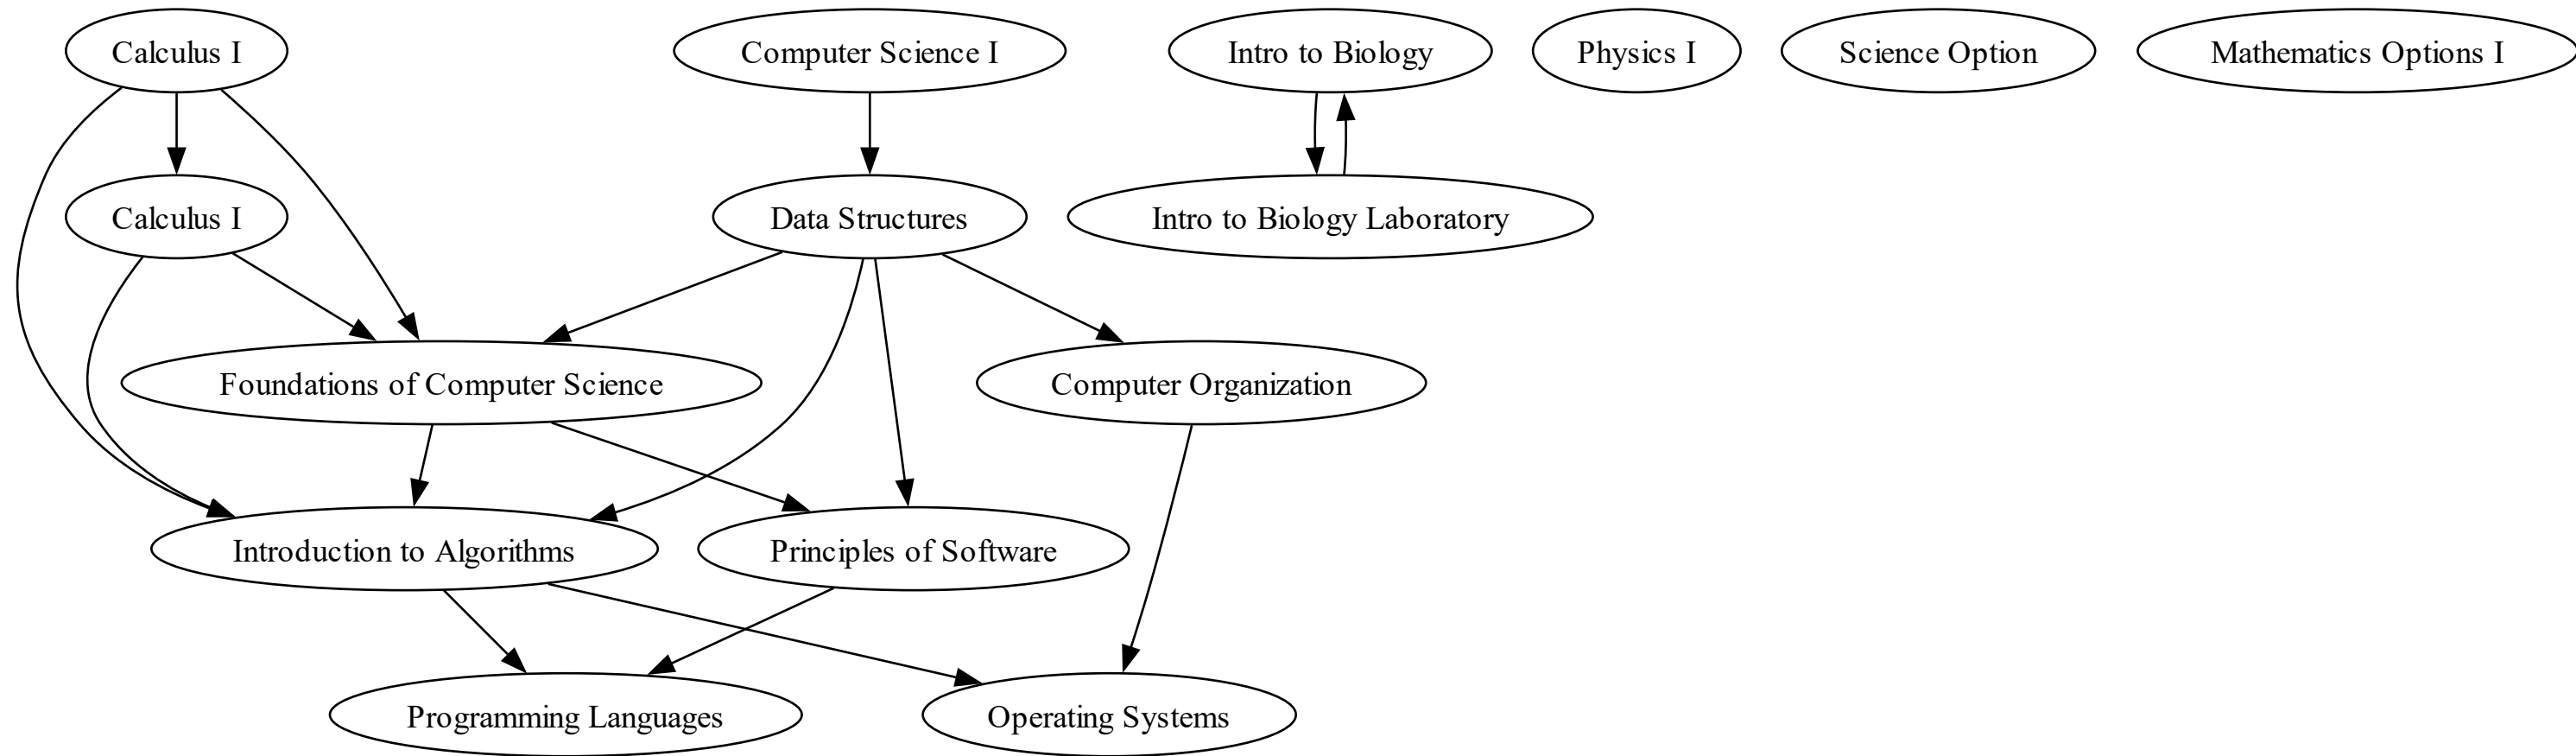 Calculus I
Computer Science I
Intro to Biology
Physics I
Science Option
Mathematics Options I
Calculus I
Data Structures
Intro to Biology Laboratory
Foundations of Computer Science
Computer Organization
Introduction to Algorithms
Principles of Software
Programming Languages
Operating Systems